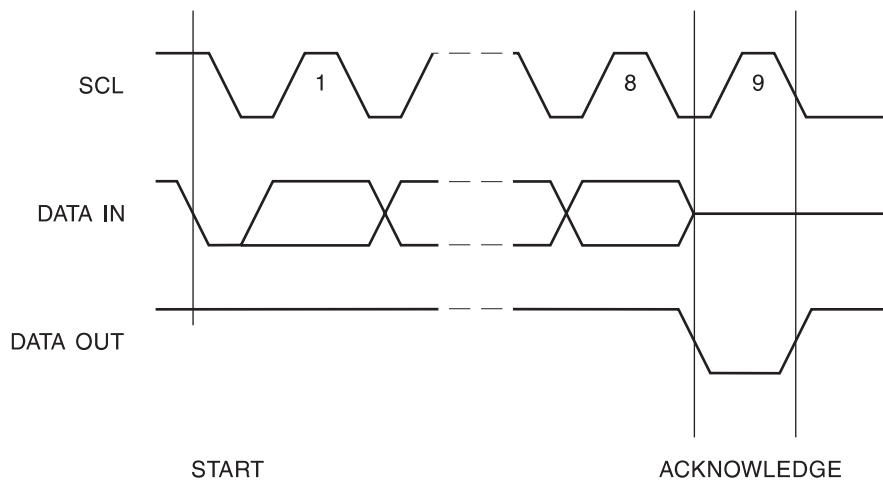 SCL
1
8
9
DATA IN
DATA OUT
START
ACKNOWLEDGE